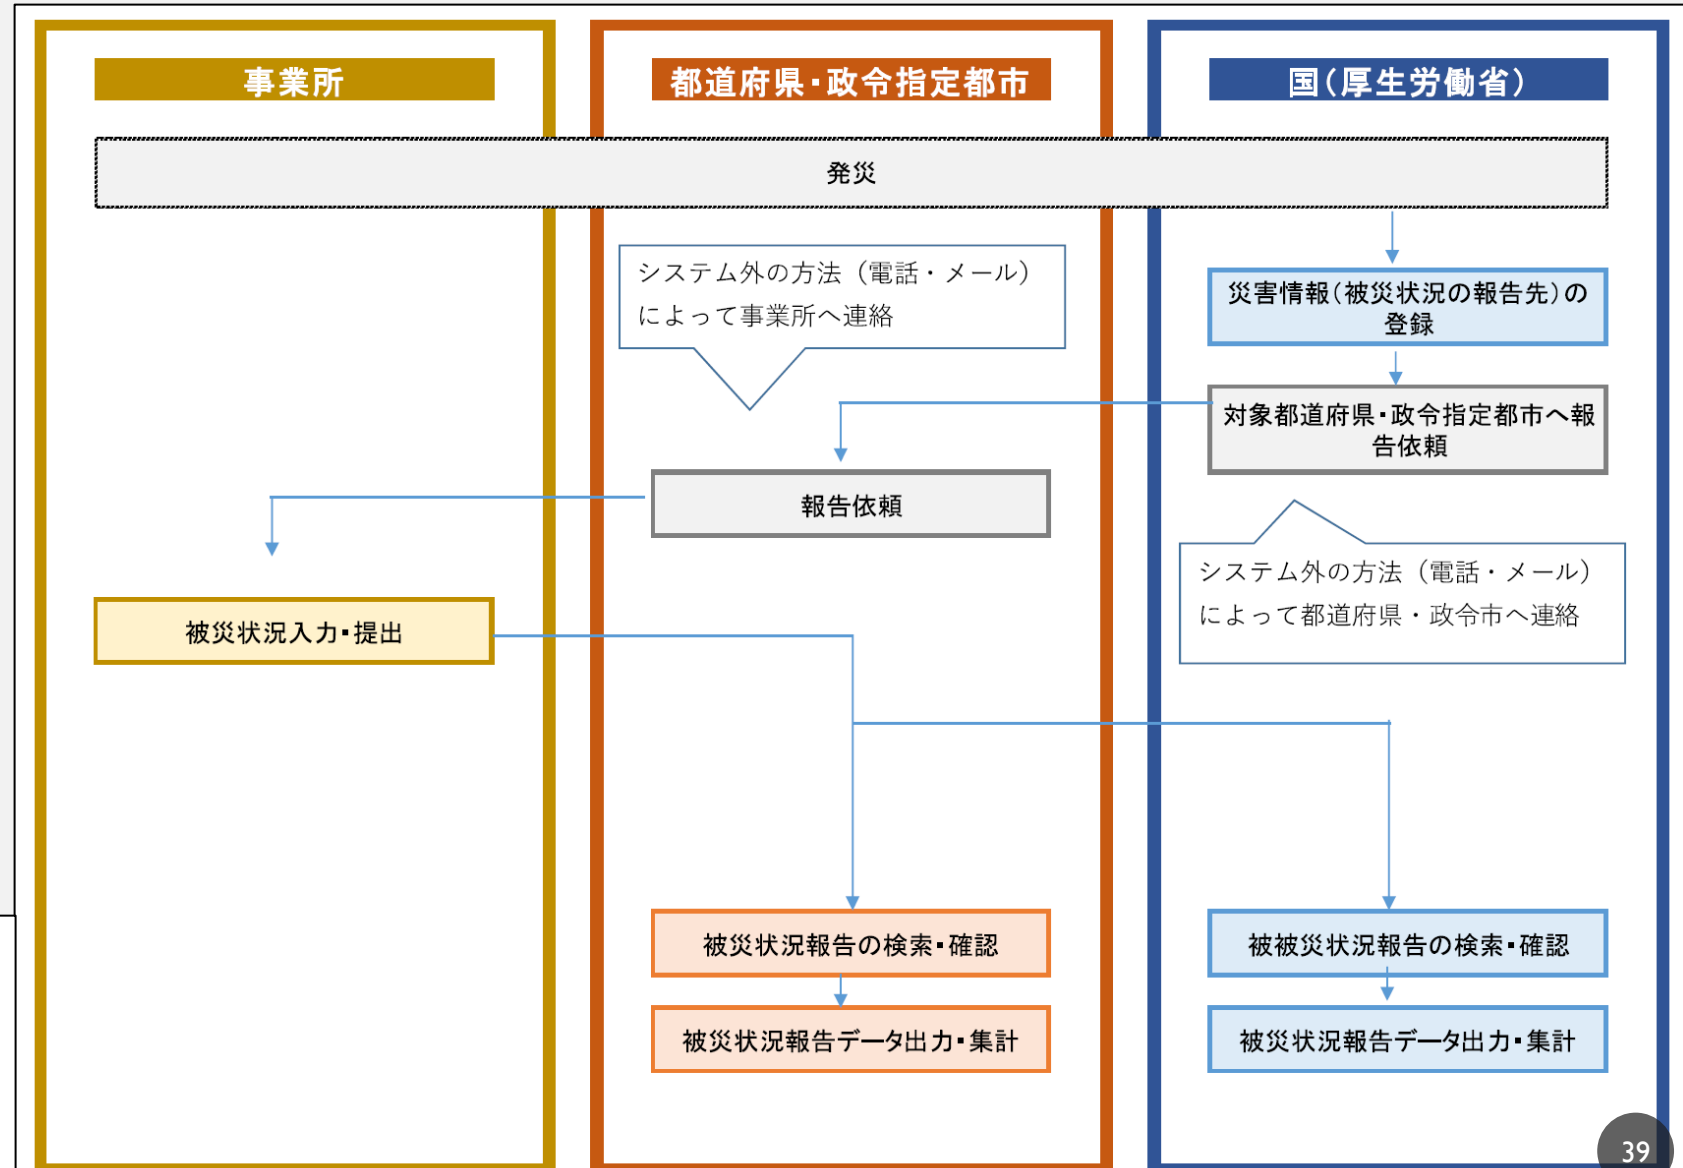 事業所
都道府県・政令指定都市
国（厚生労働省）
発災
システム外の方法（電話・メール）
によって事業所へ連絡
災害情報（被災状況の報告先）の
登録
対象都道府県・政令指定都市へ報
告依頼
報告依頼
システム外の方法（電話・メール）
によって都道府県・政令市へ連絡
被災状況入力・提出
被災状況報告の検索・確認
被被災状況報告の検索・確認
被災状況報告データ出力・集計
被災状況報告データ出力・集計
39